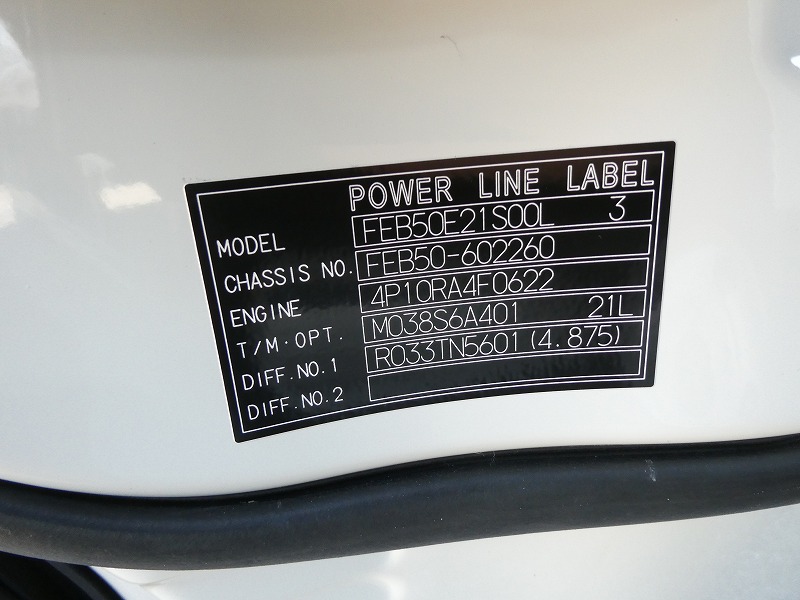 POWER LINE LABEL
MODEL FEB50E21S00L 3
CHASSIS NO. FEB50-602260
ENGINE 4P10RA4F0622
T/M·OPT. M038S6A401 21L
DIFF.NO.1 R033TN5601 (4.875)
DIFF.NO.2